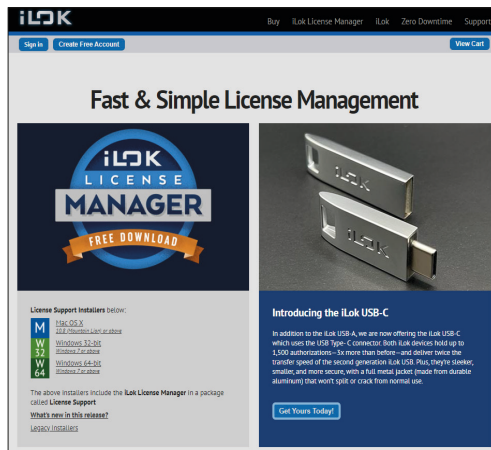 iLOK
Buy iLok License Manager iLok Zero Downtime Support
Sign In Create Free Account View Cart
Fast & Simple License Management
iLOK
LICENSE
MANAGER
FREE DOWNLOAD
iLOK
iLOK
License Support Installers below:
M Mac OS X
10.8 (Mountain Lion) or above
W 32 Windows 32-bit
Windows 7 or above
W 64 Windows 64-bit
Windows 7 or above
The above installers include the iLok License Manager in a package
called License Support
What's new in this release?
Legacy Installers
Introducing the iLok USB-C
In addition to the iLok USB-A, we are now offering the iLok USB-C
which uses the USB Type-C connector. Both iLok devices hold up to
1,500 authorizations—3x more than before—and deliver twice the
transfer speed of the second generation iLok USB. Plus, they're sleeker,
smaller, and more secure, with a full metal jacket (made from durable
aluminum) that won't split or crack from normal use.
Get Yours Today!